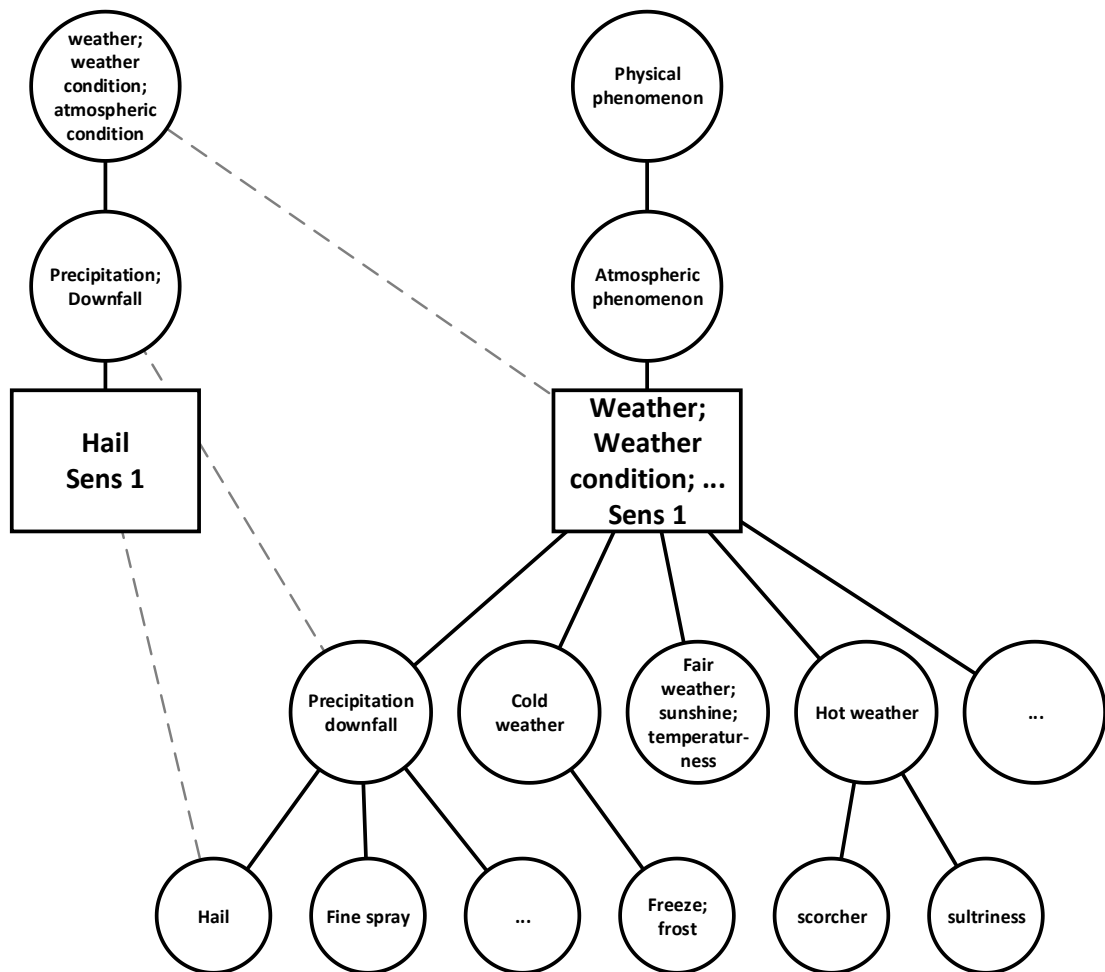 weather;
weather
condition;
atmospheric
condition
Physical
phenomenon
Precipitation;
Downfall
Atmospheric
phenomenon
Hail
Sens 1
Weather;
Weather
condition; ...
Sens 1
Precipitation
downfall
Cold
weather
Fair
weather;
sunshine;
temperatur-
ness
Hot weather
...
Hail
Fine spray
...
Freeze;
frost
scorcher
sultriness